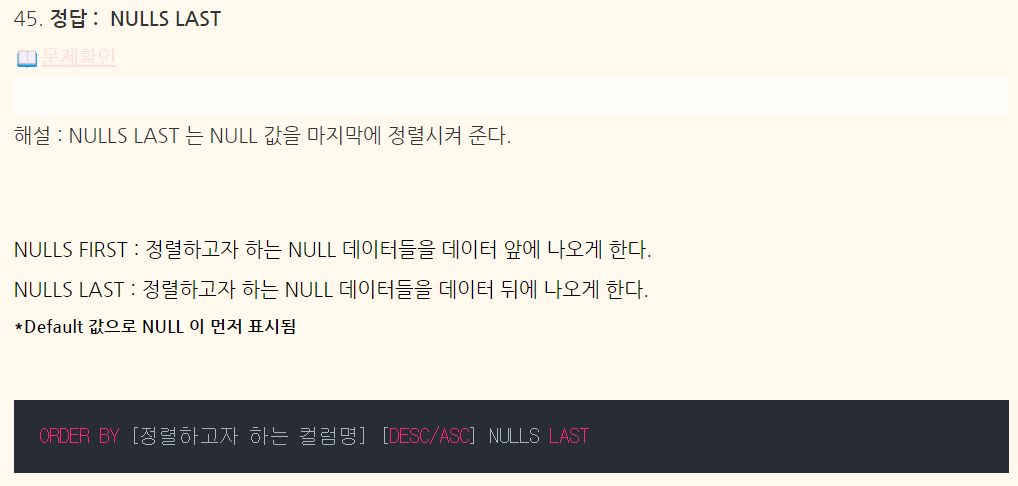 45. 정답 :  NULLS LAST
📖문제확인
해설 : NULLS LAST 는 NULL 값을 마지막에 정렬시켜 준다.
NULLS FIRST : 정렬하고자 하는 NULL 데이터들을 데이터 앞에 나오게 한다.
NULLS LAST : 정렬하고자 하는 NULL 데이터들을 데이터 뒤에 나오게 한다.
*Default 값으로 NULL 이 먼저 표시됨
ORDER BY [정렬하고자 하는 컬럼명] [DESC/ASC] NULLS LAST